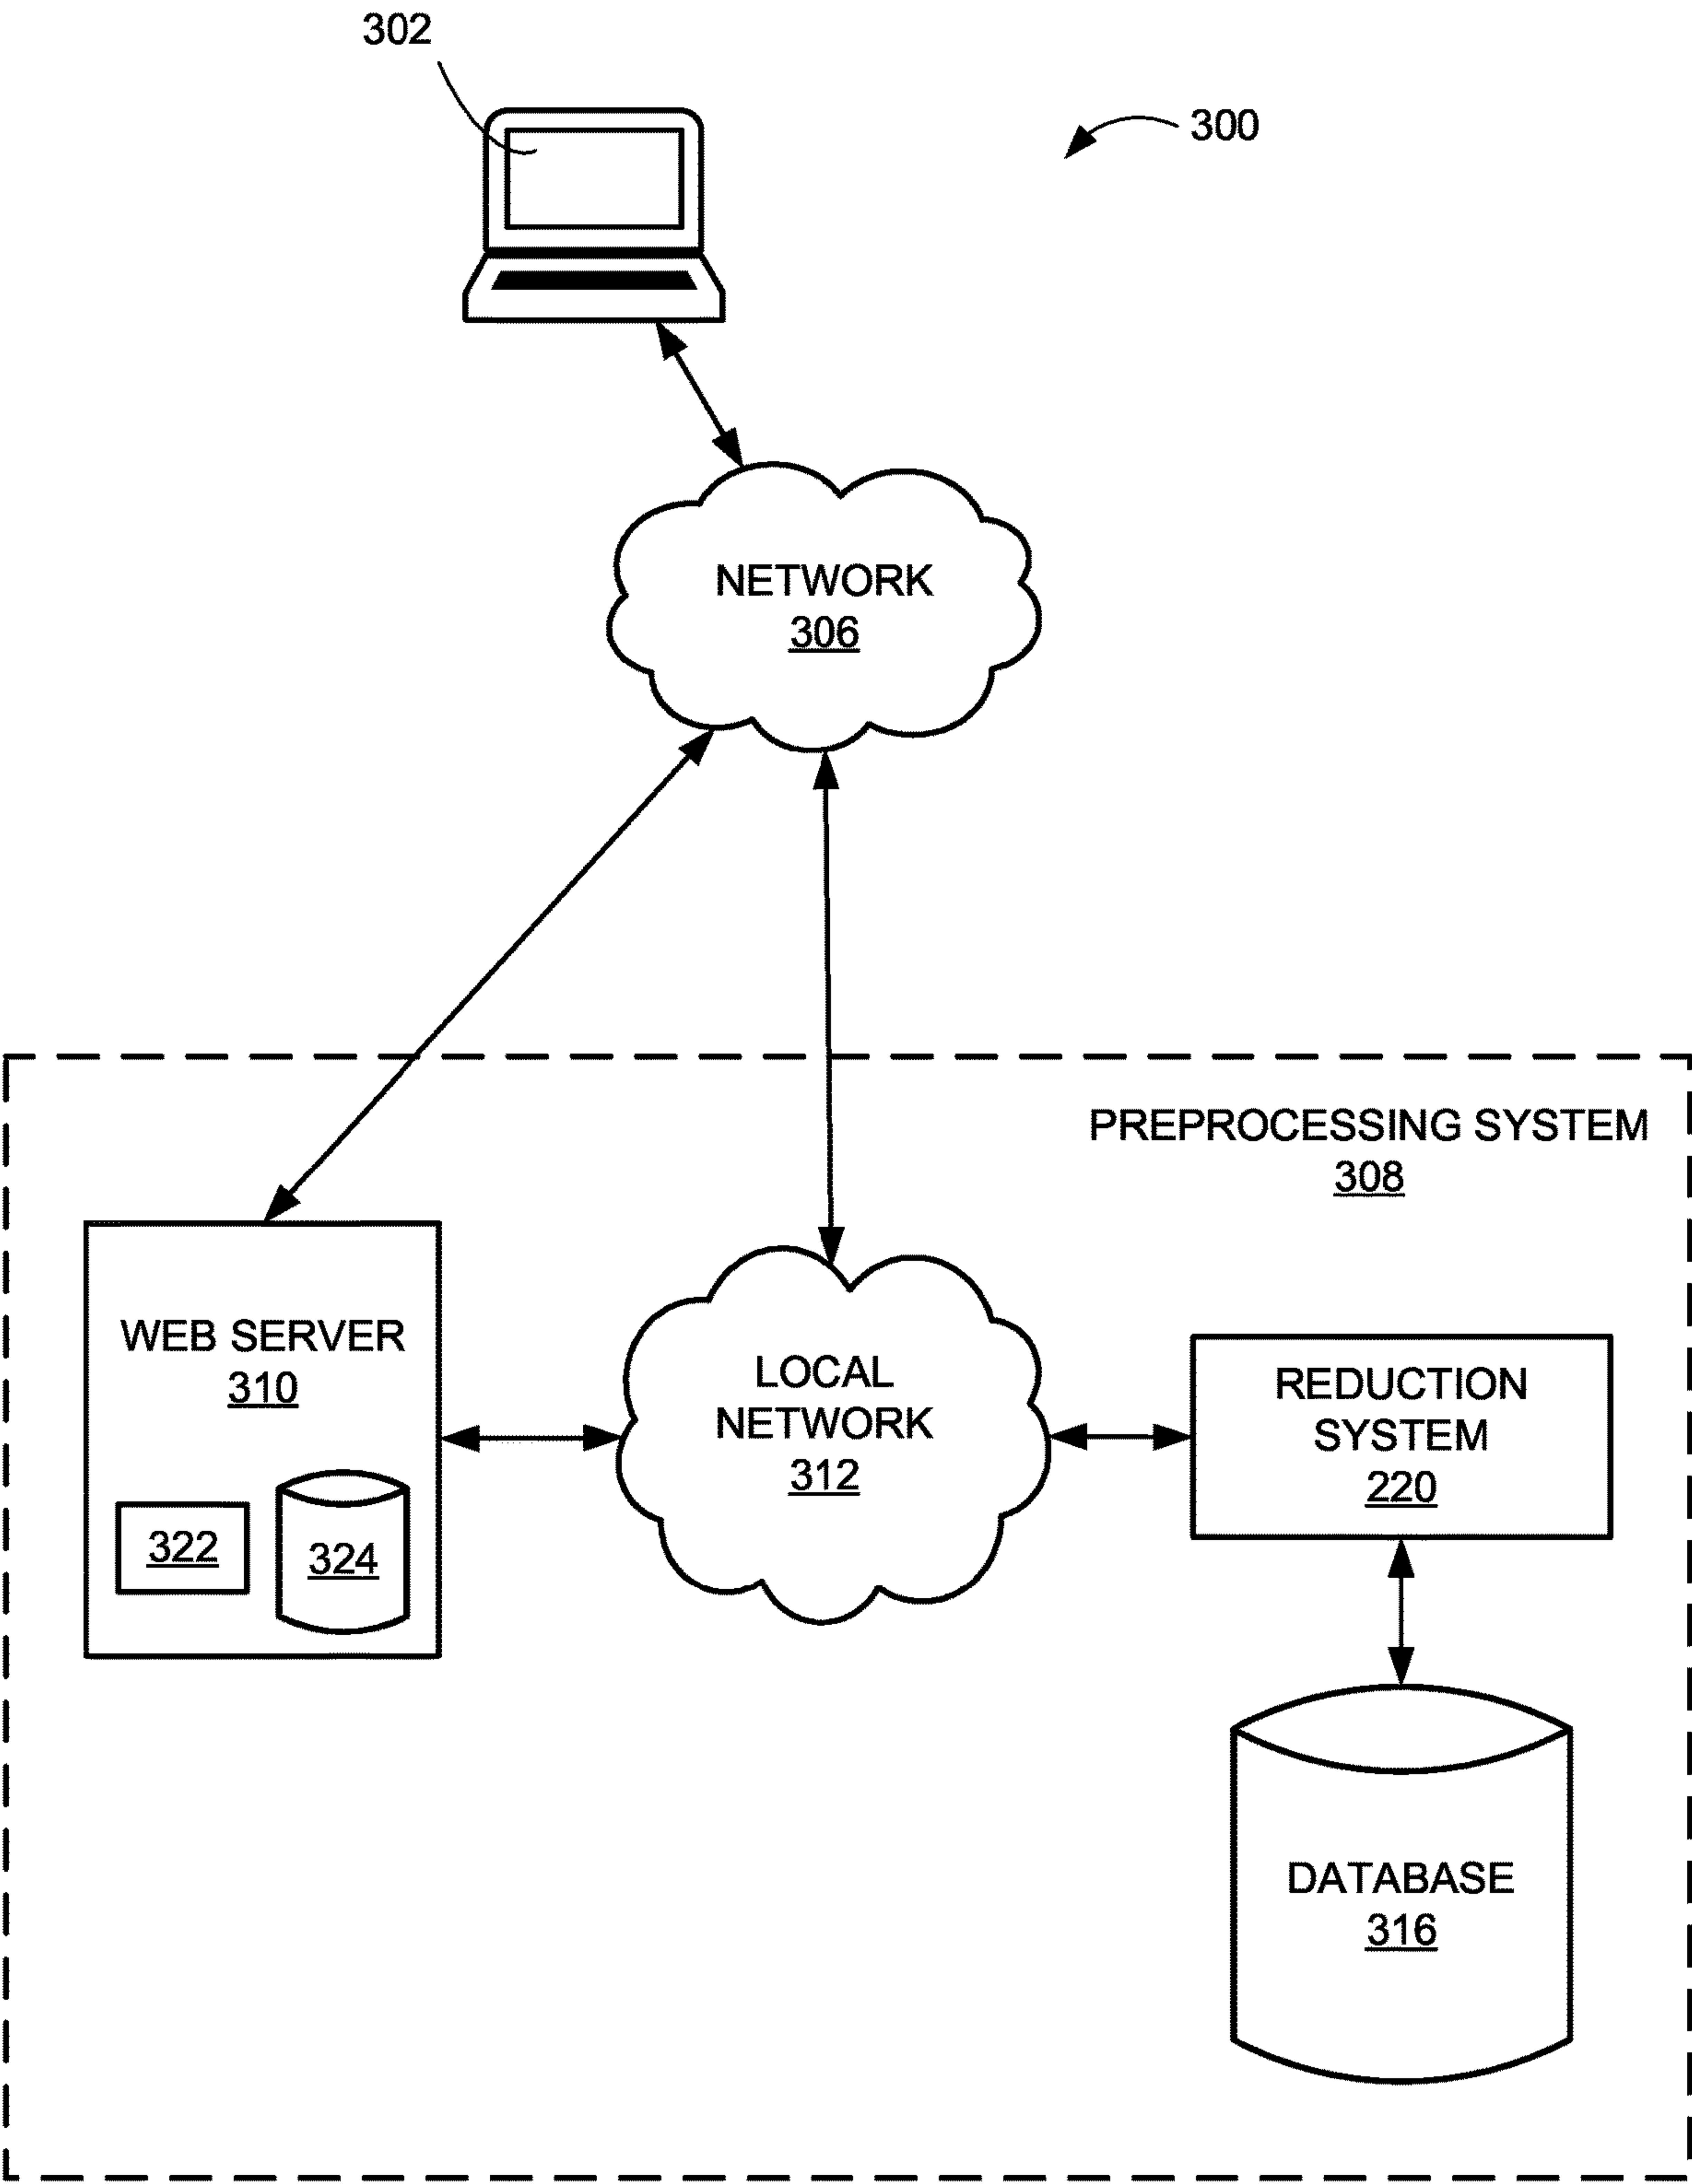 302
300
NETWORK
306
PREPROCESSING SYSTEM
308
WEB SERVER
310
322
324
LOCAL
NETWORK
312
REDUCTION
SYSTEM
220
DATABASE
316